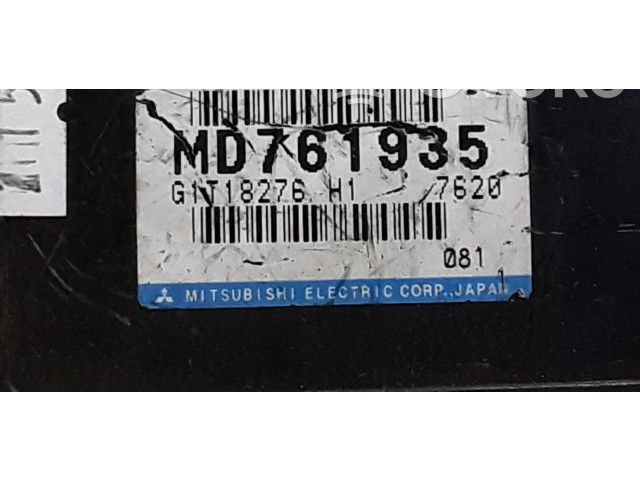 MD761935
G1T18276 H1 7620
081
MITSUBISHI ELECTRIC CORP., JAPAN